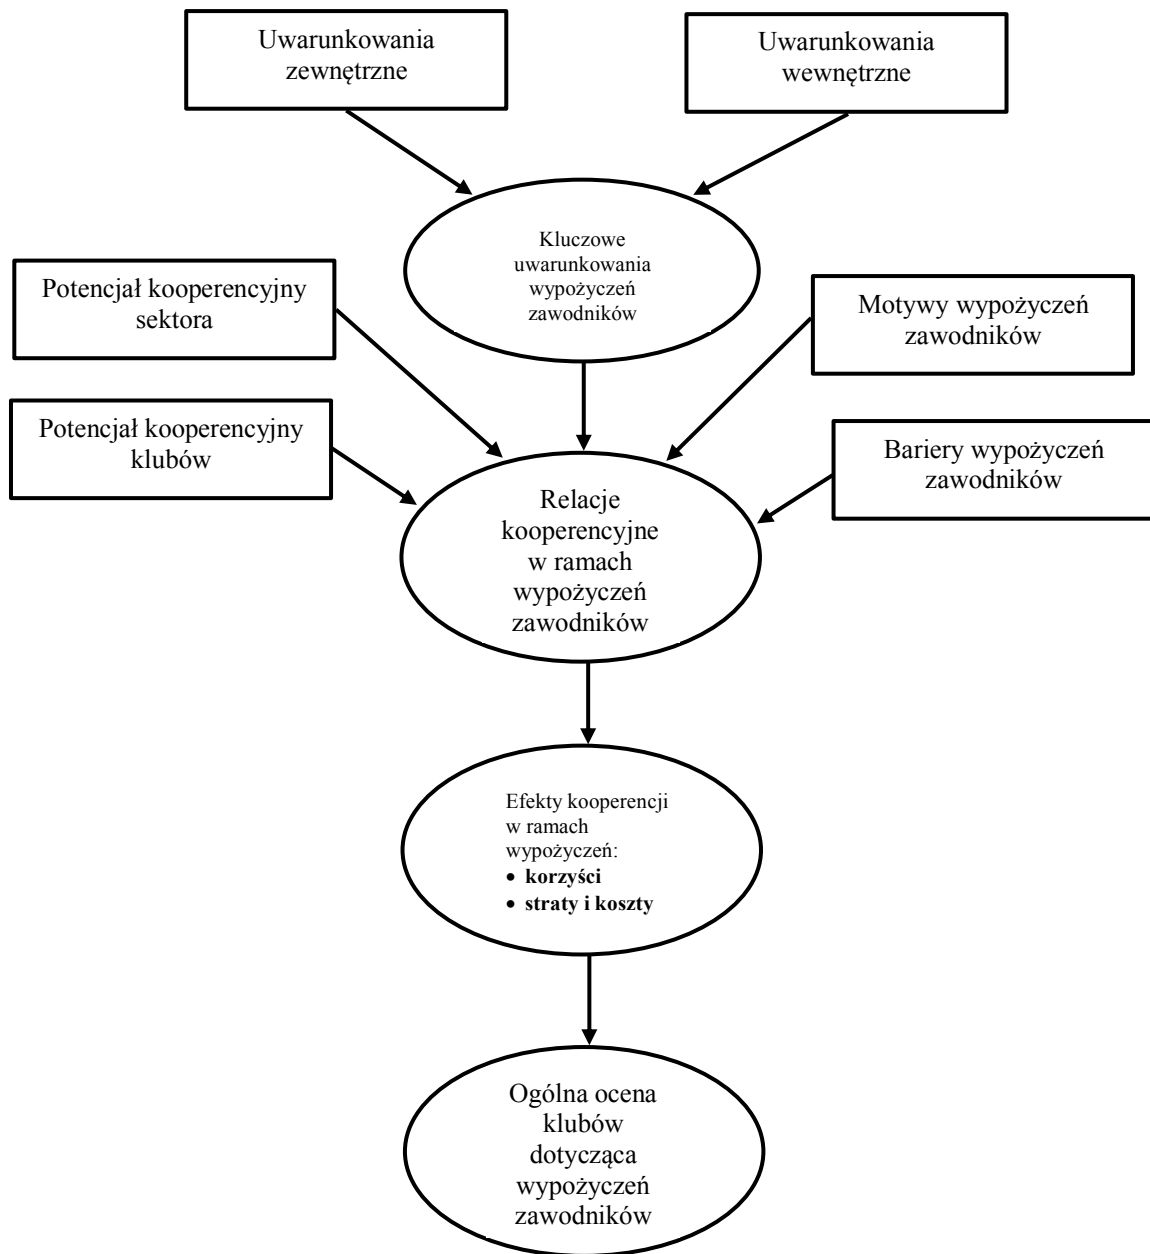 Uwarunkowania
zewnętrzne
Uwarunkowania
wewnętrzne
Kluczowe
uwarunkowania
wypożyczeń
zawodników
Potencjał kooperencyjny
sektora
Motywy wypożyczeń
zawodników
Potencjał kooperencyjny
klubów
Bariery wypożyczeń
zawodników
Relacje
kooperencyjne
w ramach
wypożyczeń
zawodników
Efekty kooperencji
w ramach
wypożyczeń:
• korzyści
• straty i koszty
Ogólna ocena
klubów
dotycząca
wypożyczeń
zawodników